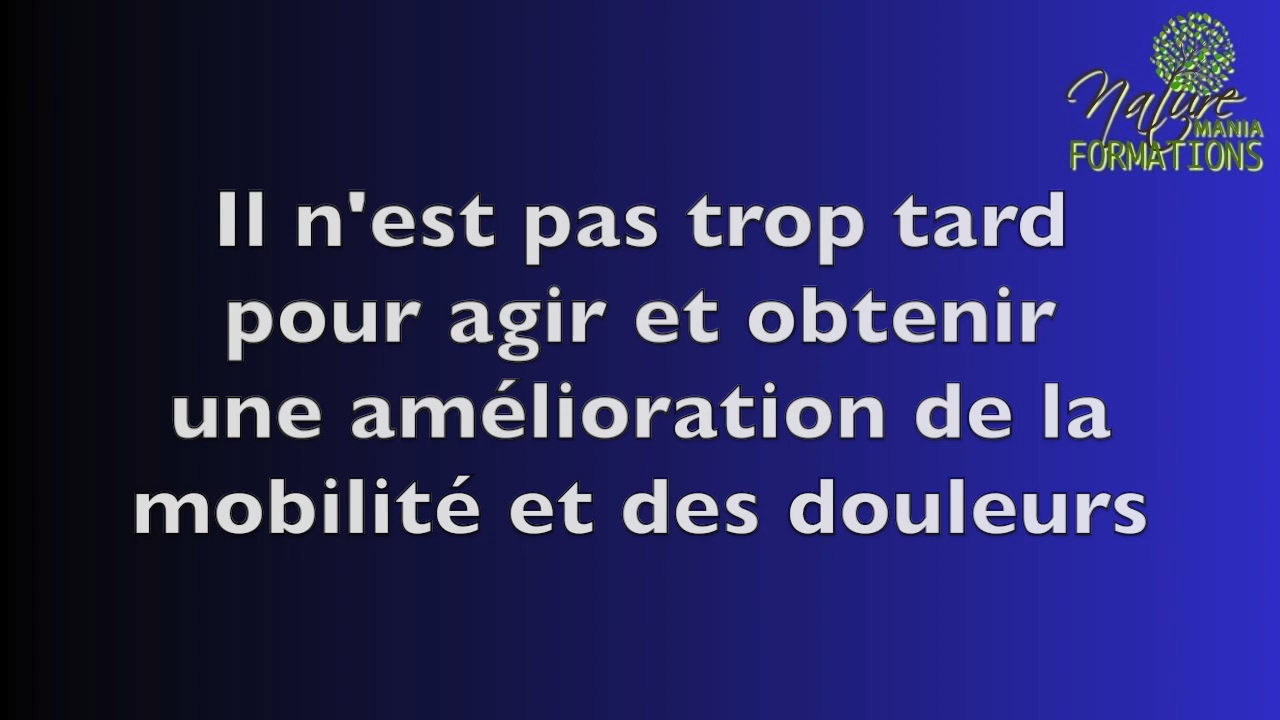 Nature
MANIA
FORMATIONS
Il n'est pas trop tard
pour agir et obtenir
une amélioration de la
mobilité et des douleurs